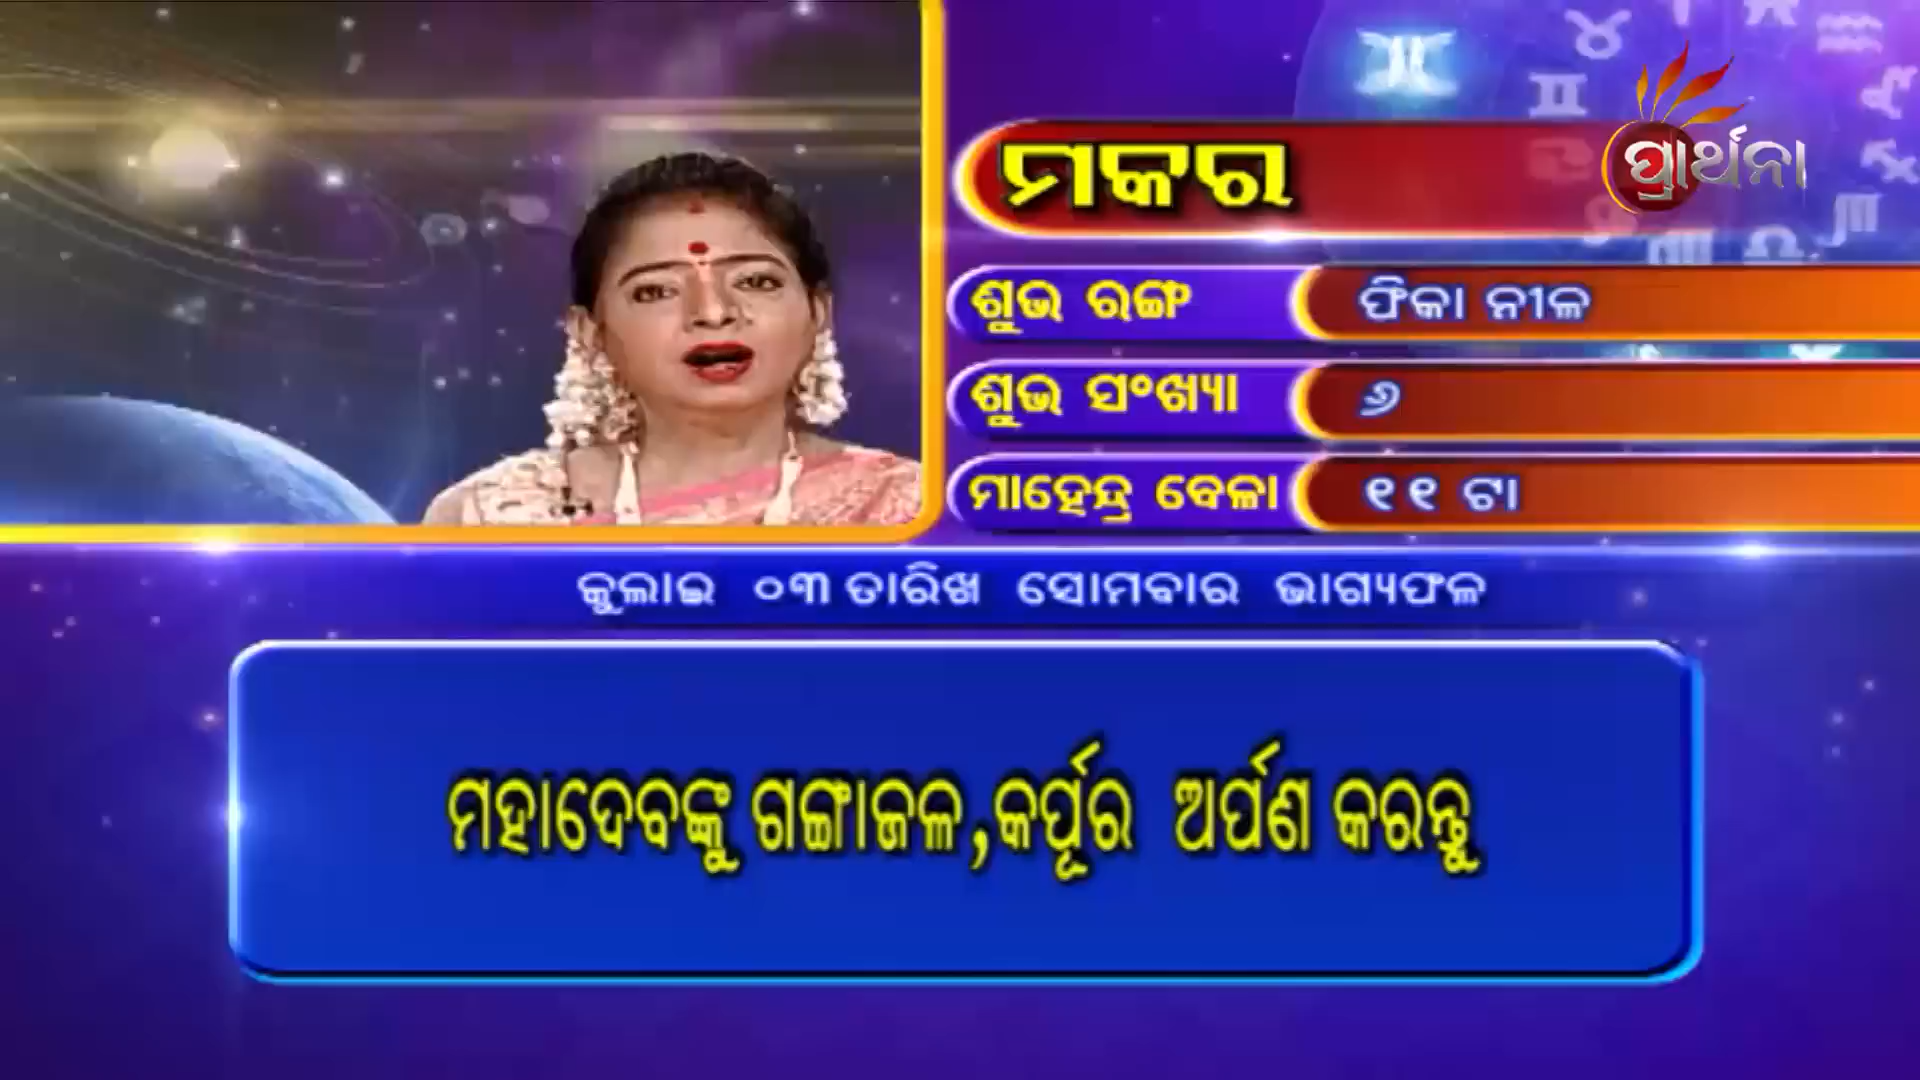 ମକର
ପ୍ରାର୍ଥନା
ଶୁଭ ରଙ୍ଗ ଫିକା ନୀଳ
ଶୁଭ ସଂଖ୍ୟା ୬
ମାହେନ୍ଦ୍ର ବେଳା ୧୧ ଟା
ଜୁଲାଇ ୦୩ ତାରିଖ ସୋମବାର ଭାଗ୍ୟଫଳ
ମହାଦେବଙ୍କୁ ଗଙ୍ଗାଜଳ,କର୍ପୂର ଅର୍ପଣ କରନ୍ତୁ